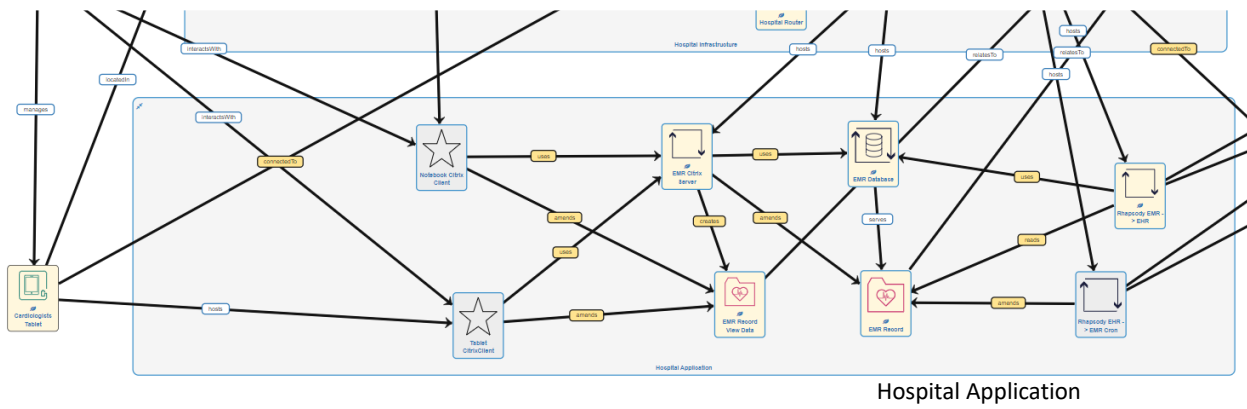 Hospital Router
interactsWith
hosts
hosts
hosts
connectedTo
Hospital Infrastructure
relatesTo
relatesTo
locatedIn
hosts
manages
interactsWith
connectedTo
uses
uses
Notebook Citrix
Client
EMR Citrix
Server
EMR Database
uses
Rhapsody EMR -
> EHR
amends
creates
amends
serves
reads
uses
Cardiologists
Tablet
hosts
amends
amends
Tablet
CitrixClient
EMR Record
View Data
EMR Record
Rhapsody EHR -
> EMR Cron
Hospital Application
Hospital Application